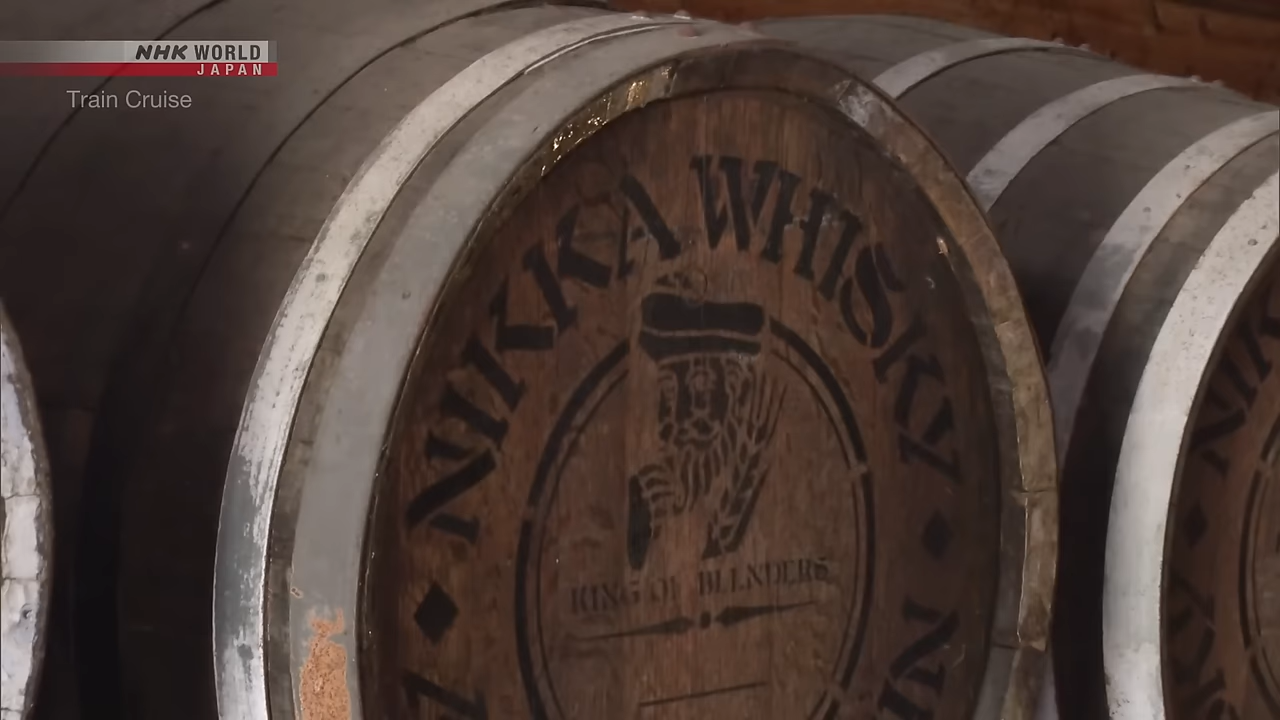 NHK WORLD
JAPAN
Train Cruise
NIKKA WHISKY
KING OF BLENDERS